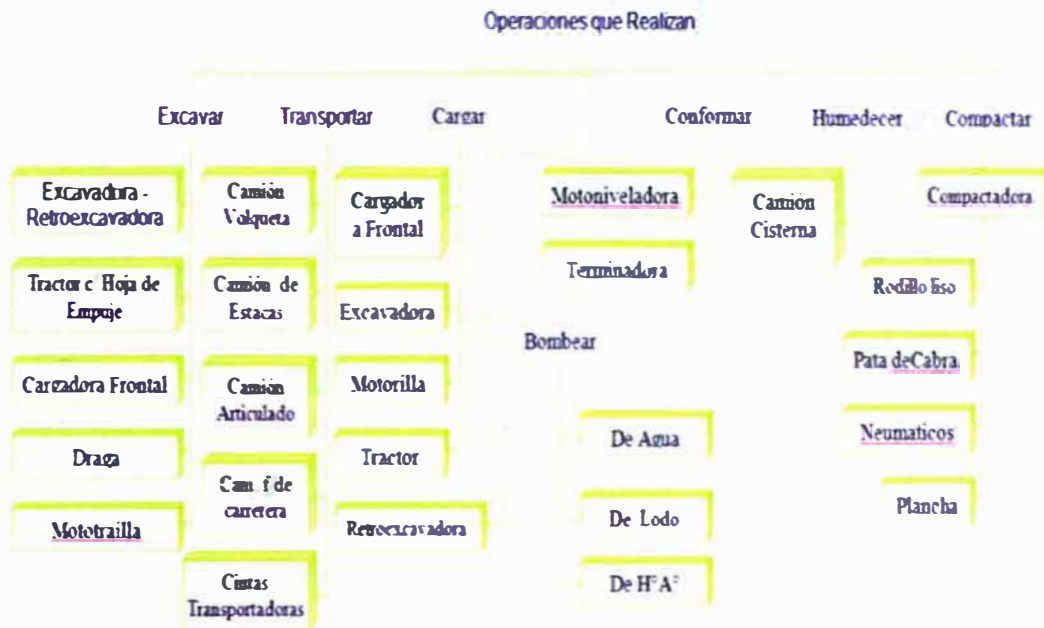 Operaciones que Realizan
Excavar
Transportar
Cargar
Conformar
Humedecer
Compactar
Excavadora -
Retroexcavadora
Tractor c Hoja de
Empuje
Cargadora Frontal
Draga
Mototrailla
Camión
Volqueta
Camión de
Estacas
Camión
Articulado
f de
carretera
Cintas
Transportadoras
Cargador
a Frontal
Excavadora
Motorilla
Tractor
Retroexcavadora
Motoniveladora
Terminadora
Bombear
De Agua
De Lodo
De H°A°
Camión
Cisterna
Compactadora
Rodillo liso
Pata deCabra
Neumaticos
Plancha